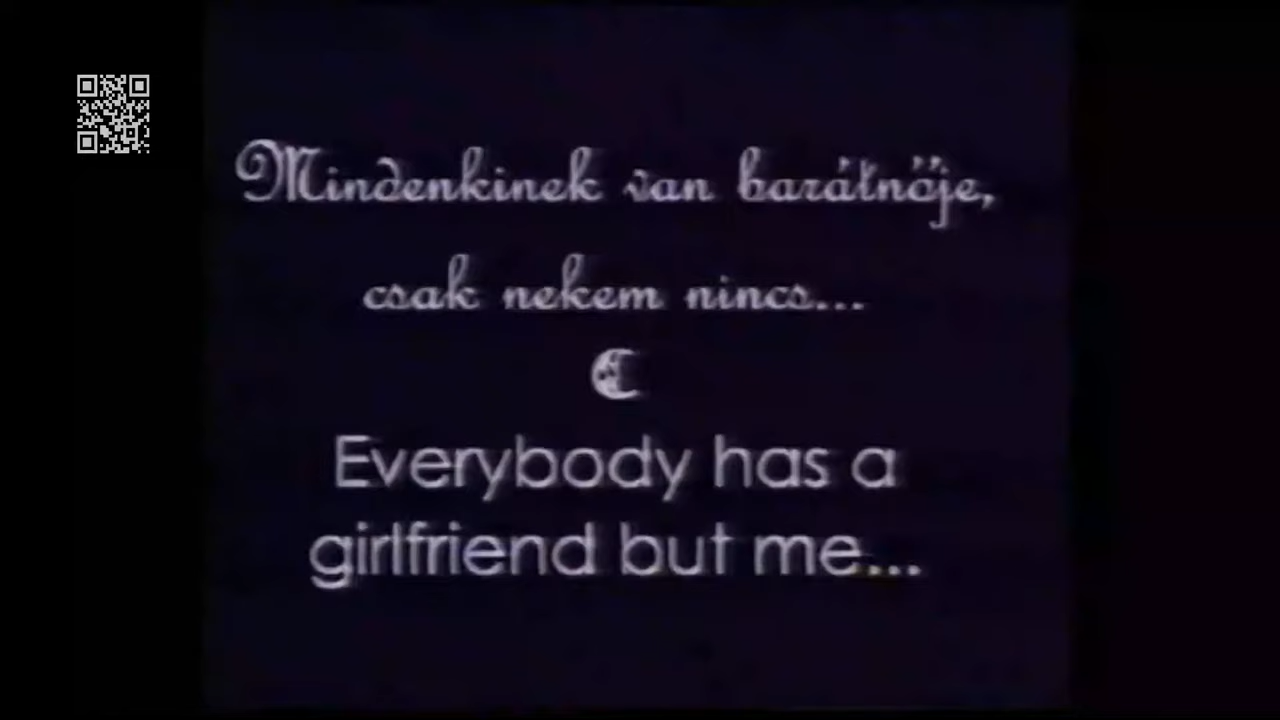 Mindenkinek van barátnője,
csak nekem nincs...
Everybody has a
girlfriend but me...